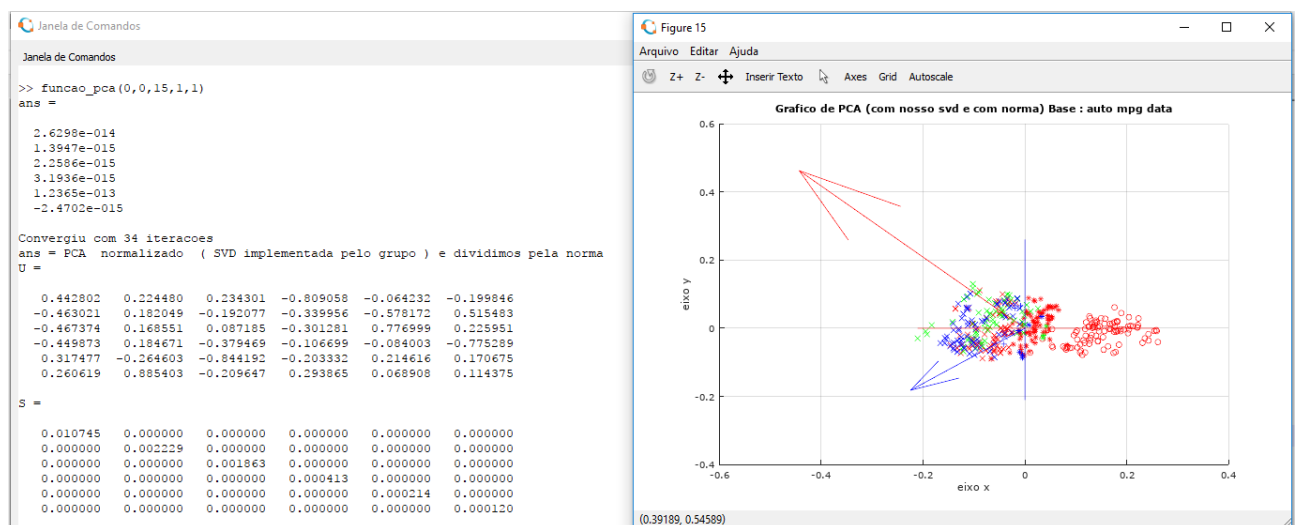 Janela de Comandos
Janela de Comandos
>> funcao_pca(0,0,15,1,1)
ans =
2.6298e-014
1.3947e-015
2.2586e-015
3.1936e-015
1.2365e-013
-2.4702e-015
Convergiu com 34 iteracoes
ans = PCA  normalizado  ( SVD implementada pelo grupo ) e dividimos pela norma
U =
0.442802 0.224480 0.234301 -0.809058 -0.064232 -0.199846
-0.463021 0.182049 -0.192077 -0.339956 -0.578172 0.515483
-0.467374 0.168551 0.087185 -0.301281 0.776999 0.225951
-0.449873 0.184671 -0.379469 -0.100699 -0.084003 -0.775289
0.317477 -0.264603 -0.844192 -0.203332 0.214616 0.170675
0.260619 0.885403 -0.209647 0.293865 0.068908 0.114375
S =
0.010745 0.000000 0.000000 0.000000 0.000000 0.000000
0.000000 0.002229 0.000000 0.000000 0.000000 0.000000
0.000000 0.000000 0.001863 0.000000 0.000000 0.000000
0.000000 0.000000 0.000000 0.000413 0.000000 0.000000
0.000000 0.000000 0.000000 0.000000 0.000214 0.000000
0.000000 0.000000 0.000000 0.000000 0.000000 0.000120
Figure 15
Arquivo Editar Ajuda
Z+ Z- Inserir Texto Axes Grid Autoscale
Grafico de PCA (com nosso svd e com norma) Base : auto mpg data
0.6
0.4
0.2
0
-0.2
-0.4
eixo y
-0.6 -0.4 -0.2 0 0.2 0.4
eixo x
(0.39189, 0.54589)